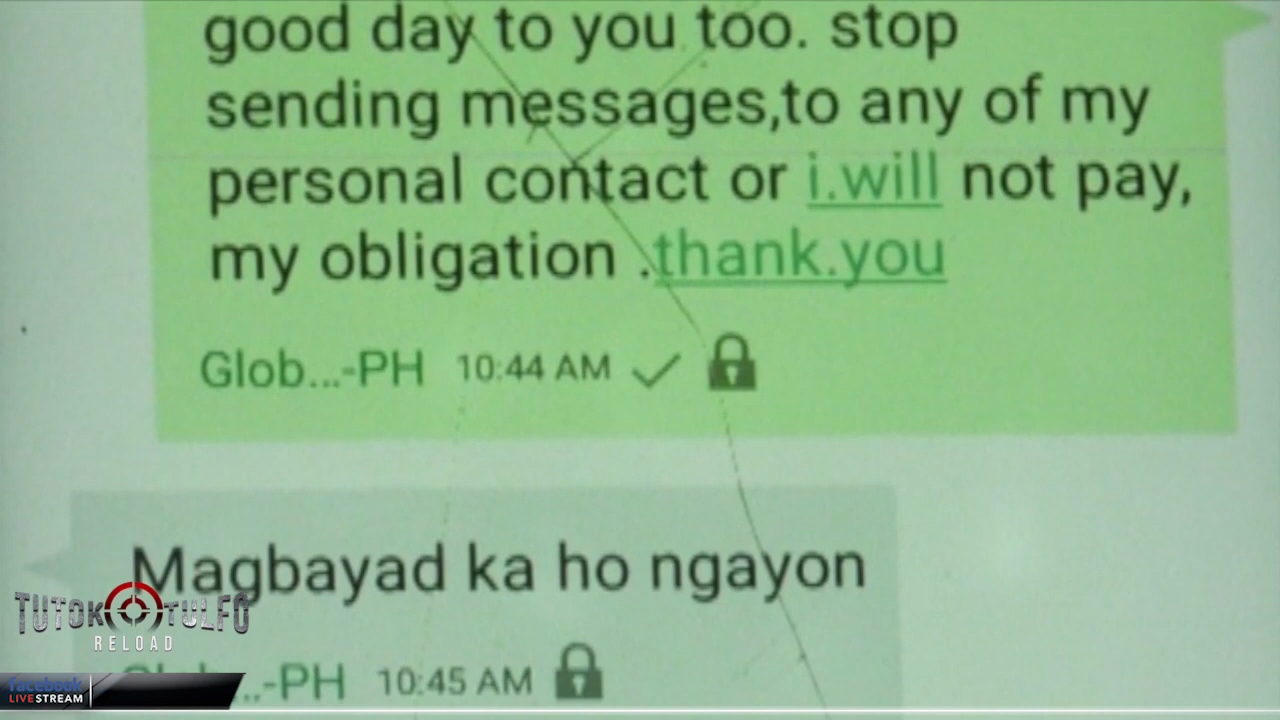 good day to you too. stop
sending messages,to any of my
personal contact or i.will not pay,
my obligation .thank.you
Glob...-PH 10:44 AM
Magbayad ka ho ngayon
...-PH 10:45 AM
TUTOK TULFO
RELOAD
facebook
LIVESTREAM